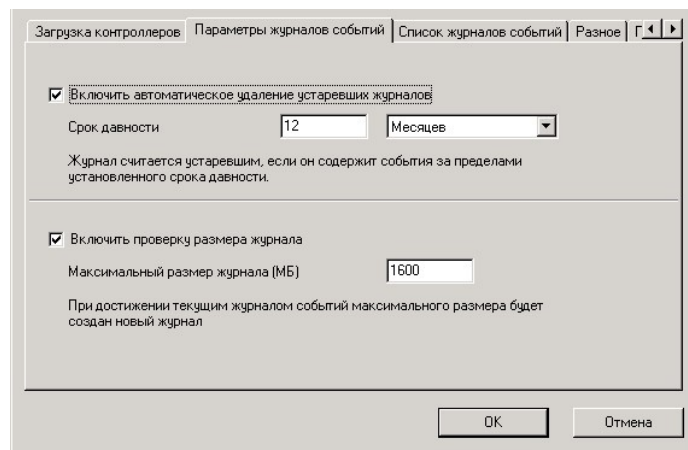 Загрузка контроллеров Параметры журналов событий Список журналов событий Разное
Включить автоматическое удаление устаревших журналов
Срок давности 12 Месяцев
Журнал считается устаревшим, если он содержит события за пределами
установленного срока давности.
Включить проверку размера журнала
Максимальный размер журнала (МБ) 1600
При достижении текущим журналом событий максимального размера будет
создан новый журнал
OK Отмена